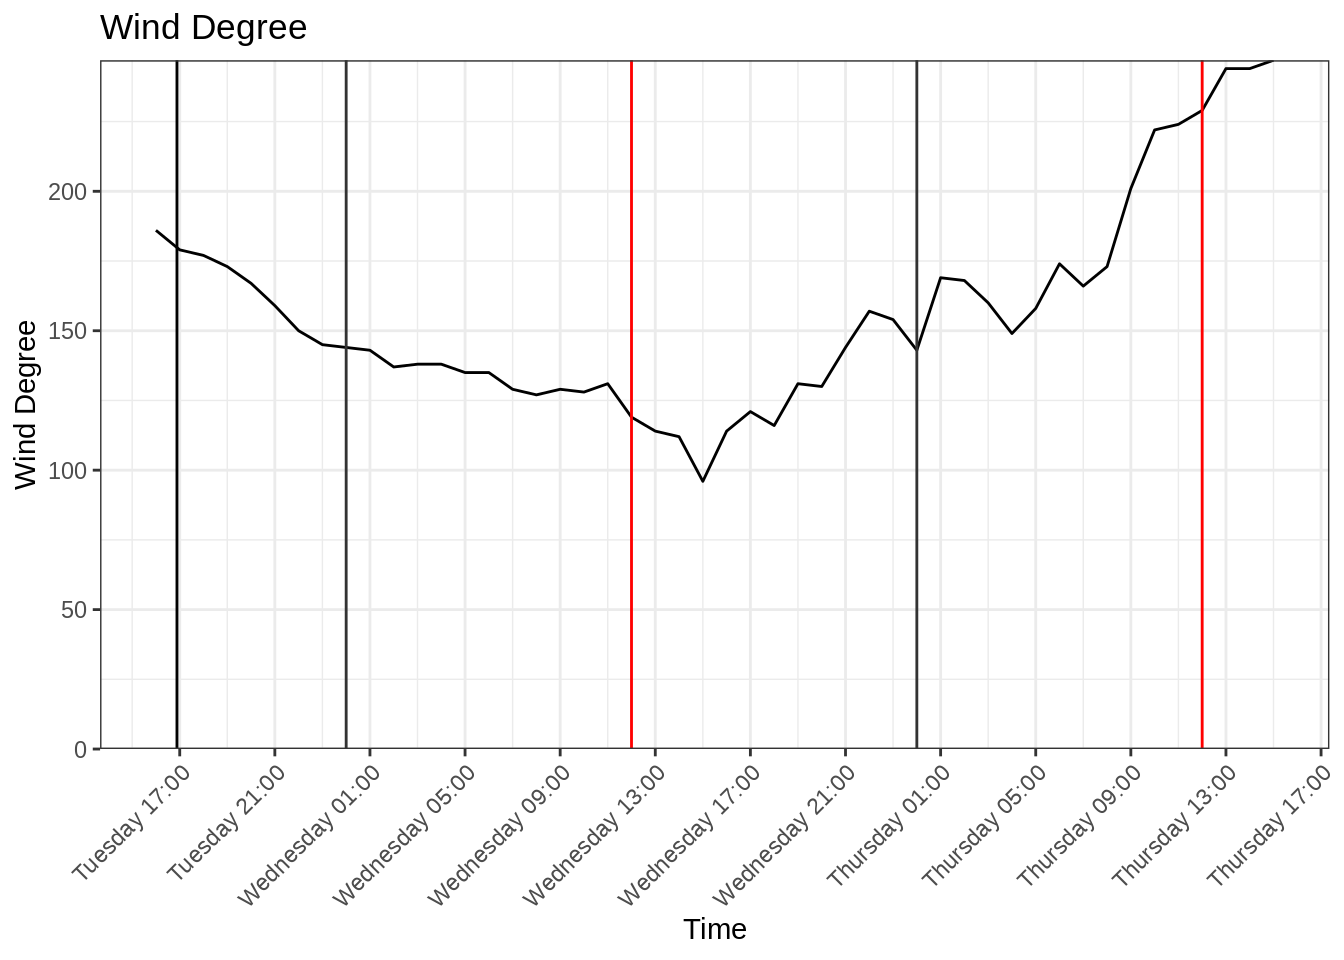 Wind Degree
Wind Degree
200
150
100
50
0
Tuesday 17:00
Tuesday 21:00
Wednesday 01:00
Wednesday 05:00
Wednesday 09:00
Wednesday 13:00
Wednesday 17:00
Wednesday 21:00
Thursday 01:00
Thursday 05:00
Thursday 09:00
Thursday 13:00
Thursday 17:00
Time